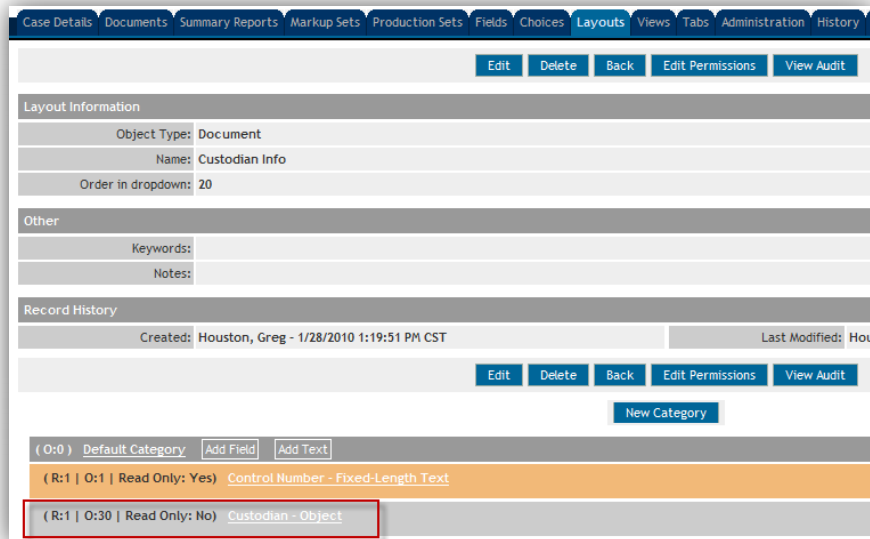 Case Details Documents Summary Reports Markup Sets Production Sets Fields Choices Layouts Views Tabs Administration History
Edit Delete Back Edit Permissions View Audit
Layout Information
Object Type: Document
Name: Custodian Info
Order in dropdown: 20
Other
Keywords:
Notes:
Record History
Created: Houston, Greg - 1/28/2010 1:19:51 PM CST Last Modified: Hou
Edit Delete Back Edit Permissions View Audit
New Category
( O:0 ) Default Category Add Field Add Text
( R:1 | O:1 | Read Only: Yes) Control Number - Fixed-Length Text
( R:1 | O:30 | Read Only: No) Custodian - Object